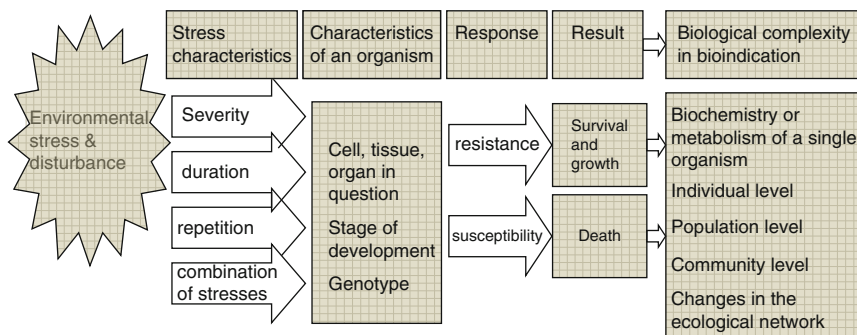 Environmental
stress &
disturbance
Stress
characteristics
Characteristics
of an organism
Response
Result
Biological complexity
in bioindication
Severity
duration
repetition
combination
of stresses
Cell, tissue,
organ in
question
Stage of
development
Genotype
resistance
susceptibility
Survival
and
growth
Death
Biochemistry or
metabolism of a single
organism
Individual level
Population level
Community level
Changes in the
ecological network